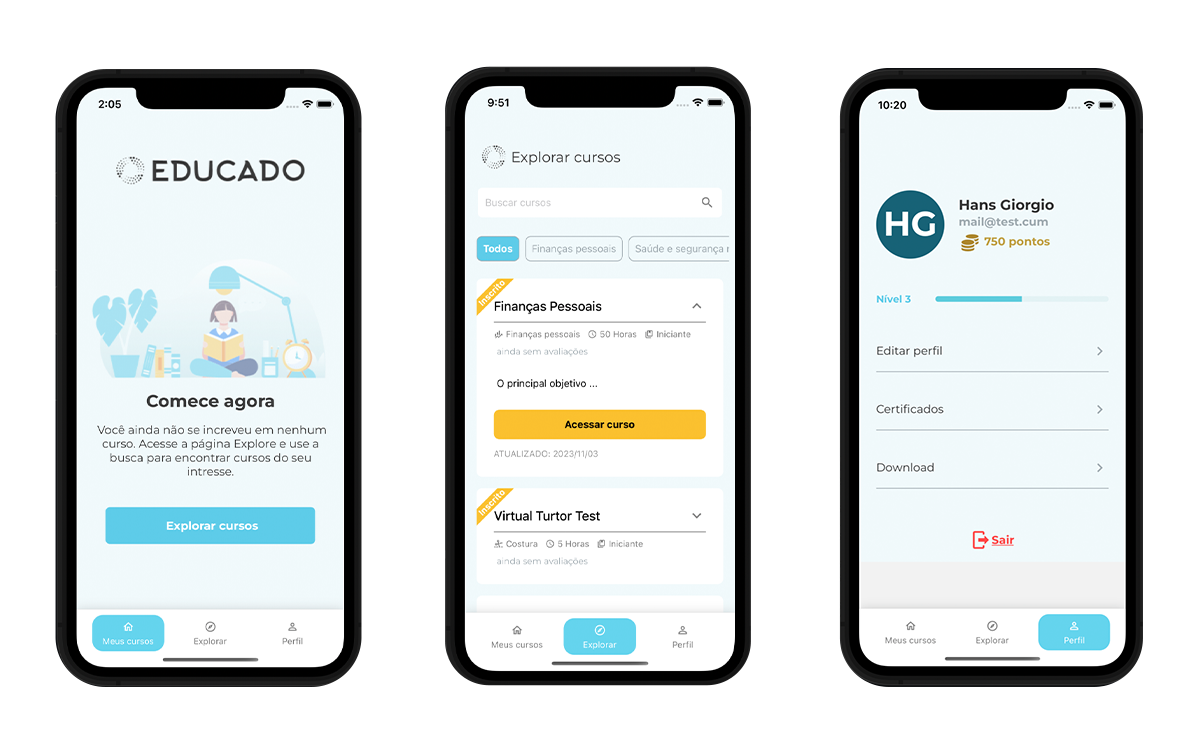 2:05
EDUCADO
Comece agora
Você ainda não se increveu em nenhum
curso. Acesse a página Explore e use a
busca para encontrar cursos do seu
intresse.
Explorar cursos
Meus cursos
Explorar
Perfil
9:51
Explorar cursos
Buscar cursos
Todos
Finanças pessoais
Saúde e segurança
Inscrito
Finanças Pessoais
Finanças pessoais
50 Horas
Iniciante
ainda sem avaliações
O principal objetivo ...
Acessar curso
ATUALIZADO: 2023/11/03
Inscrito
Virtual Turtor Test
Costura
5 Horas
Iniciante
ainda sem avaliações
Meus cursos
Explorar
Perfil
10:20
HG
Hans Giorgio
mail@test.cum
750 pontos
Nível 3
Editar perfil
Certificados
Download
Sair
Meus cursos
Explorar
Perfil